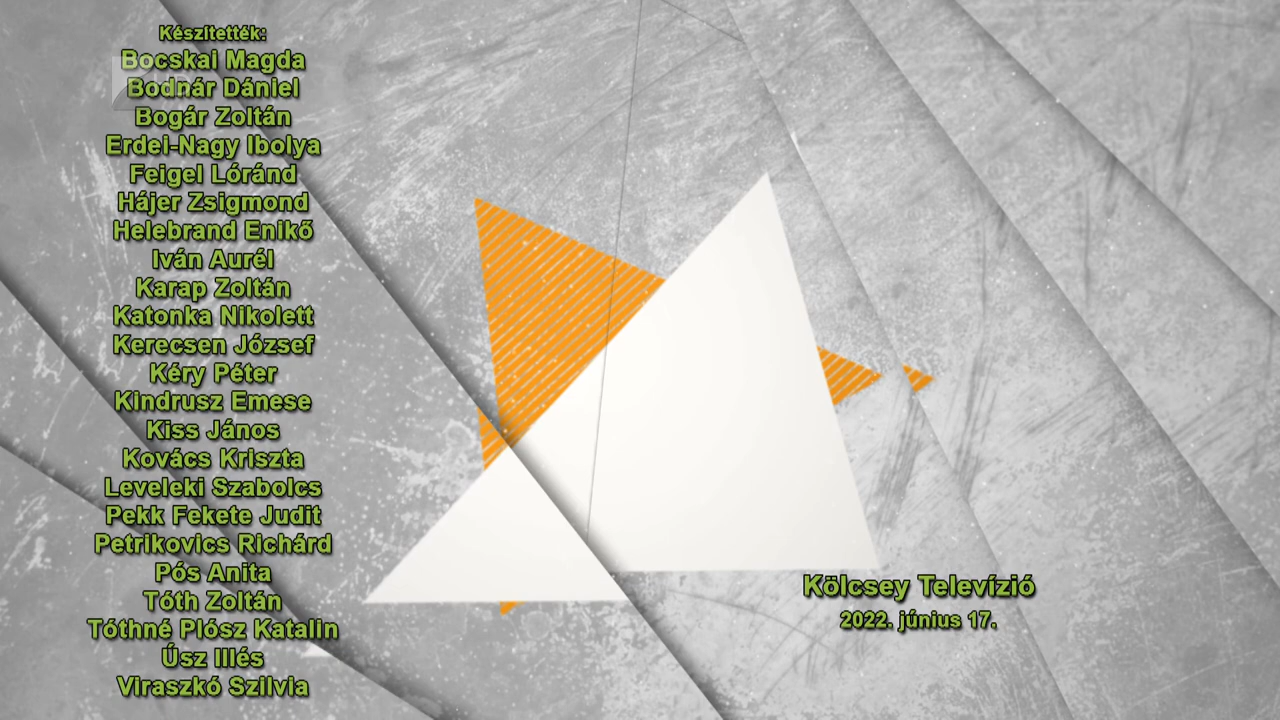 Készítették:
Bocskai Magda
Bodnár Dániel
Bogár Zoltán
Erdei-Nagy Ibolya
Feigel Lóránd
Hájer Zsigmond
Helebrand Enikő
Iván Aurél
Karap Zoltán
Katonka Nikolett
Kerecsen József
Kéry Péter
Kindrusz Emese
Kiss János
Kovács Kriszta
Leveleki Szabolcs
Pekk Fekete Judit
Petrikovics Richárd
Pós Anita
Tóth Zoltán
Tóthné Plósz Katalin
Úsz Illés
Viraszkó Szilvia
Kölcsey Televízió
2022. június 17.